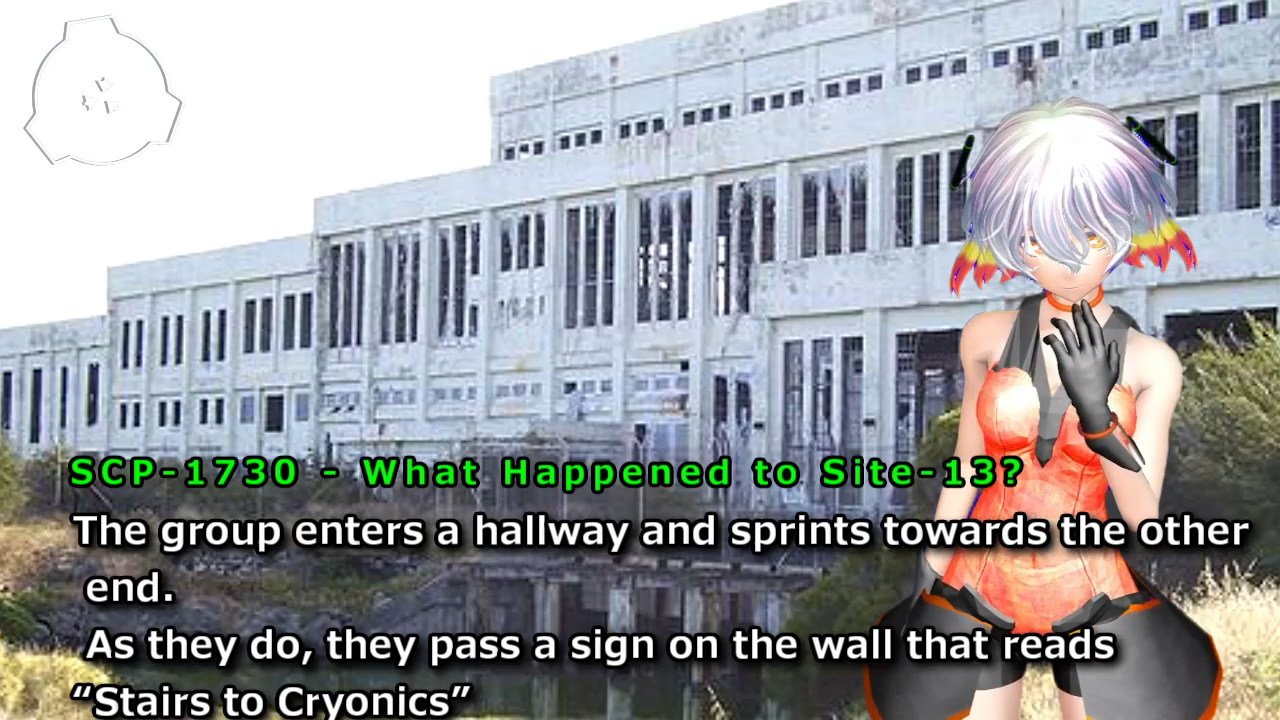 SCP-1730 - What Happened to Site-13?
The group enters a hallway and sprints towards the other
end.
As they do, they pass a sign on the wall that reads
“Stairs to Cryonics”